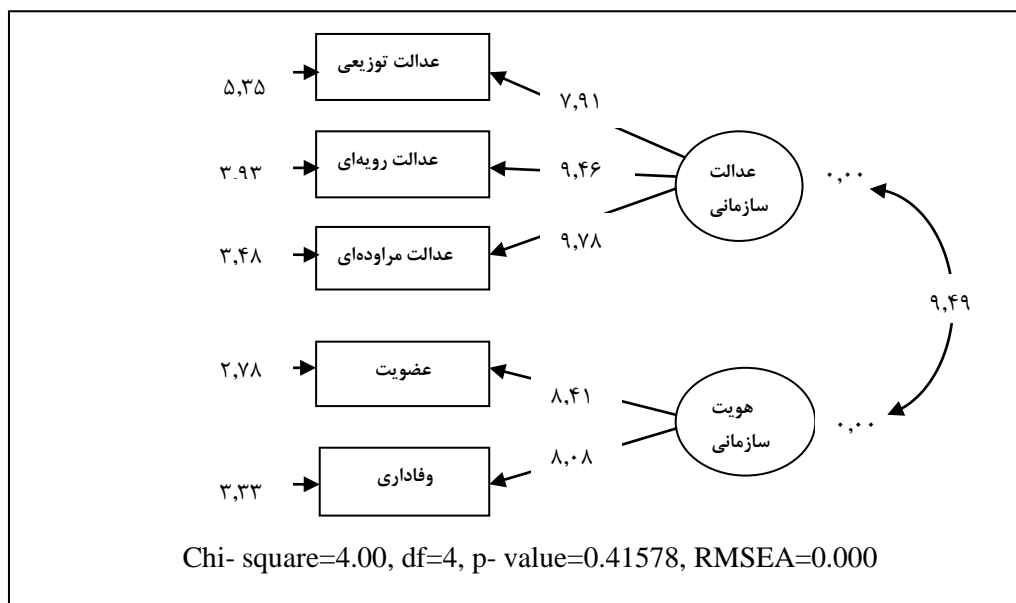 عدالت توزیعی
۵,۳۵
۷,۹۱
عدالت رویه‌ای
۳.۹۳
۹,۴۶
عدالت
سازمانی
۰,۰۰
عدالت مراوده‌ای
۳,۴۸
۹,۷۸
۹,۴۹
عضویت
۲,۷۸
۸,۴۱
هویت
سازمانی
۰,۰۰
وفاداری
۳,۳۳
۸,۰۸
Chi- square=4.00, df=4, p- value=0.41578, RMSEA=0.000